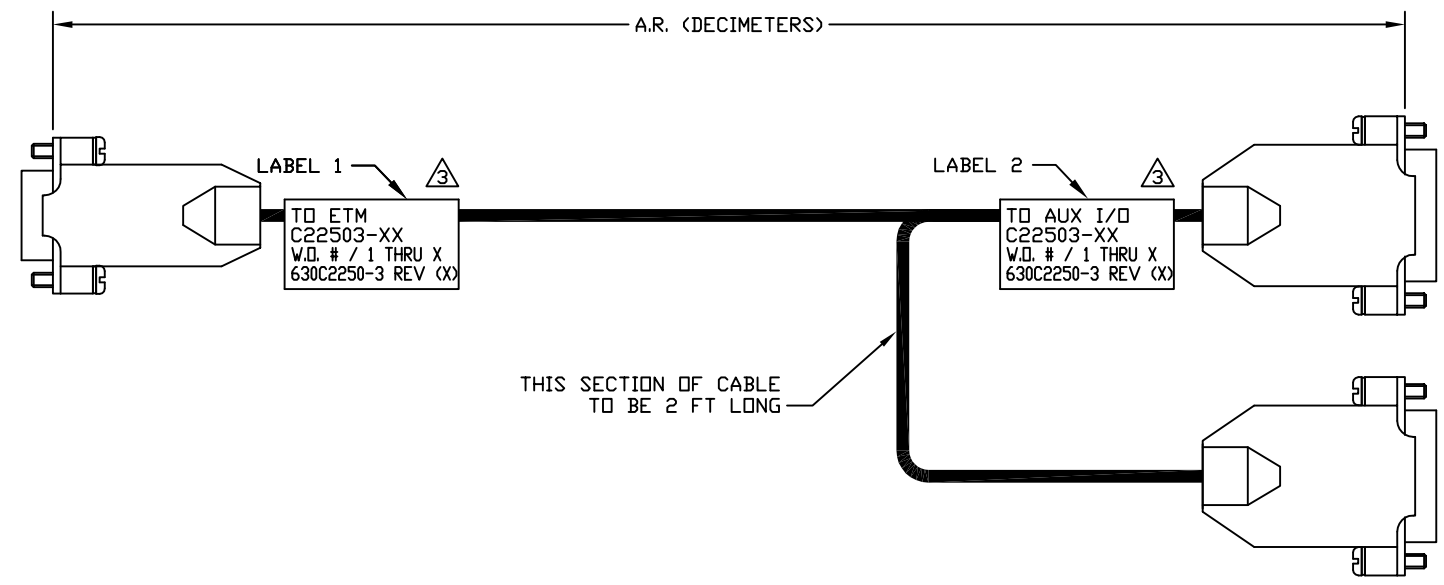 A.R. (DECIMETERS)
LABEL 1
3
LABEL 2
3
TO ETM
C22503-XX
W.O. # / 1 THRU X
630C2250-3 REV (X)
TO AUX I/O
C22503-XX
W.O. # / 1 THRU X
630C2250-3 REV (X)
THIS SECTION OF CABLE
TO BE 2 FT LONG